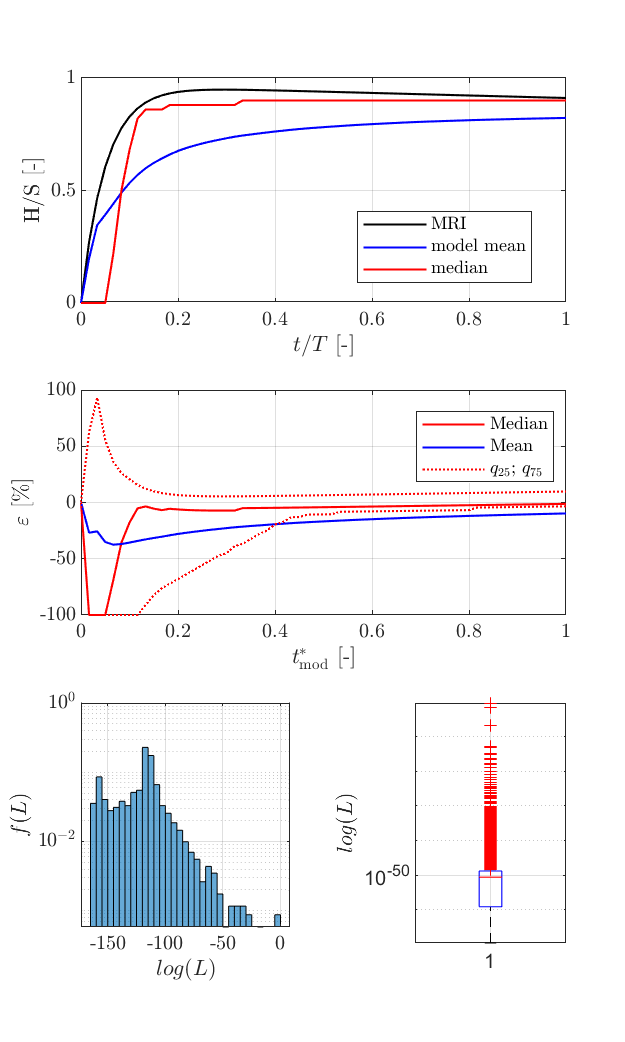 1
0.5
0
H/S [-]
MRI
model mean
median
0 0.2 0.4 0.6 0.8 1
t/T [-]
100
50
0
-50
-100
ε [%]
Median
Mean
q25; q75
0 0.2 0.4 0.6 0.8 1
t*mod [-]
10^0
10^-2
f(L)
-150 -100 -50 0
log(L)
log(L)
10^-50
1